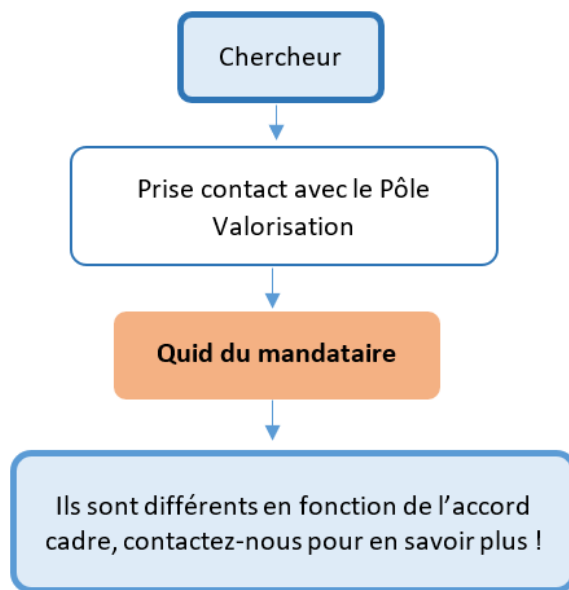 Chercheur
Prise contact avec le Pôle
Valorisation
Quid du mandataire
Ils sont différents en fonction de l’accord
cadre, contactez-nous pour en savoir plus !